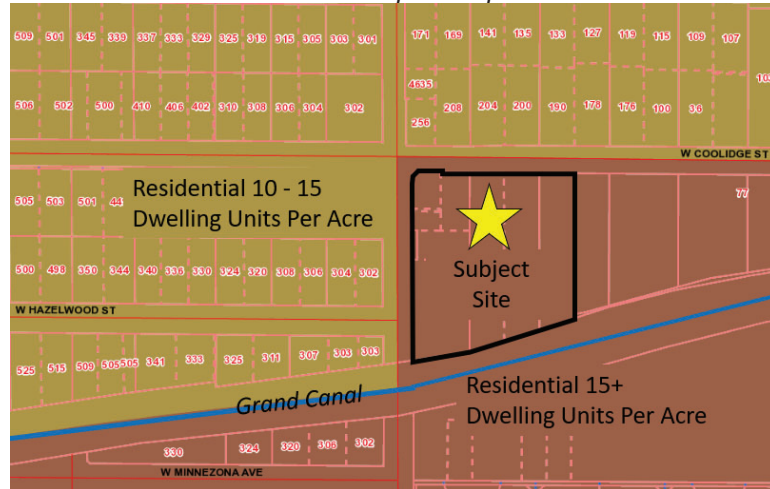 509 501 345 339 337 333 329 325 319 315 305 303 301
171 169 141 135 133 127 119 115 109 107
4635
506 502 500 410 406 402 310 308 306 304 302
256 208 204 200 190 178 176 100 36
W COOLIDGE ST
505 503 501 44
Residential 10 - 15
Dwelling Units Per Acre
77
Subject
Site
500 498 350 344 340 336 330 324 320 308 306 304 302
W HAZELWOOD ST
525 515 509 505 505 341 333 325 311 307 303 303
Grand Canal
Residential 15+
Dwelling Units Per Acre
330 324 320 306 302
W MINNEZONA AVE